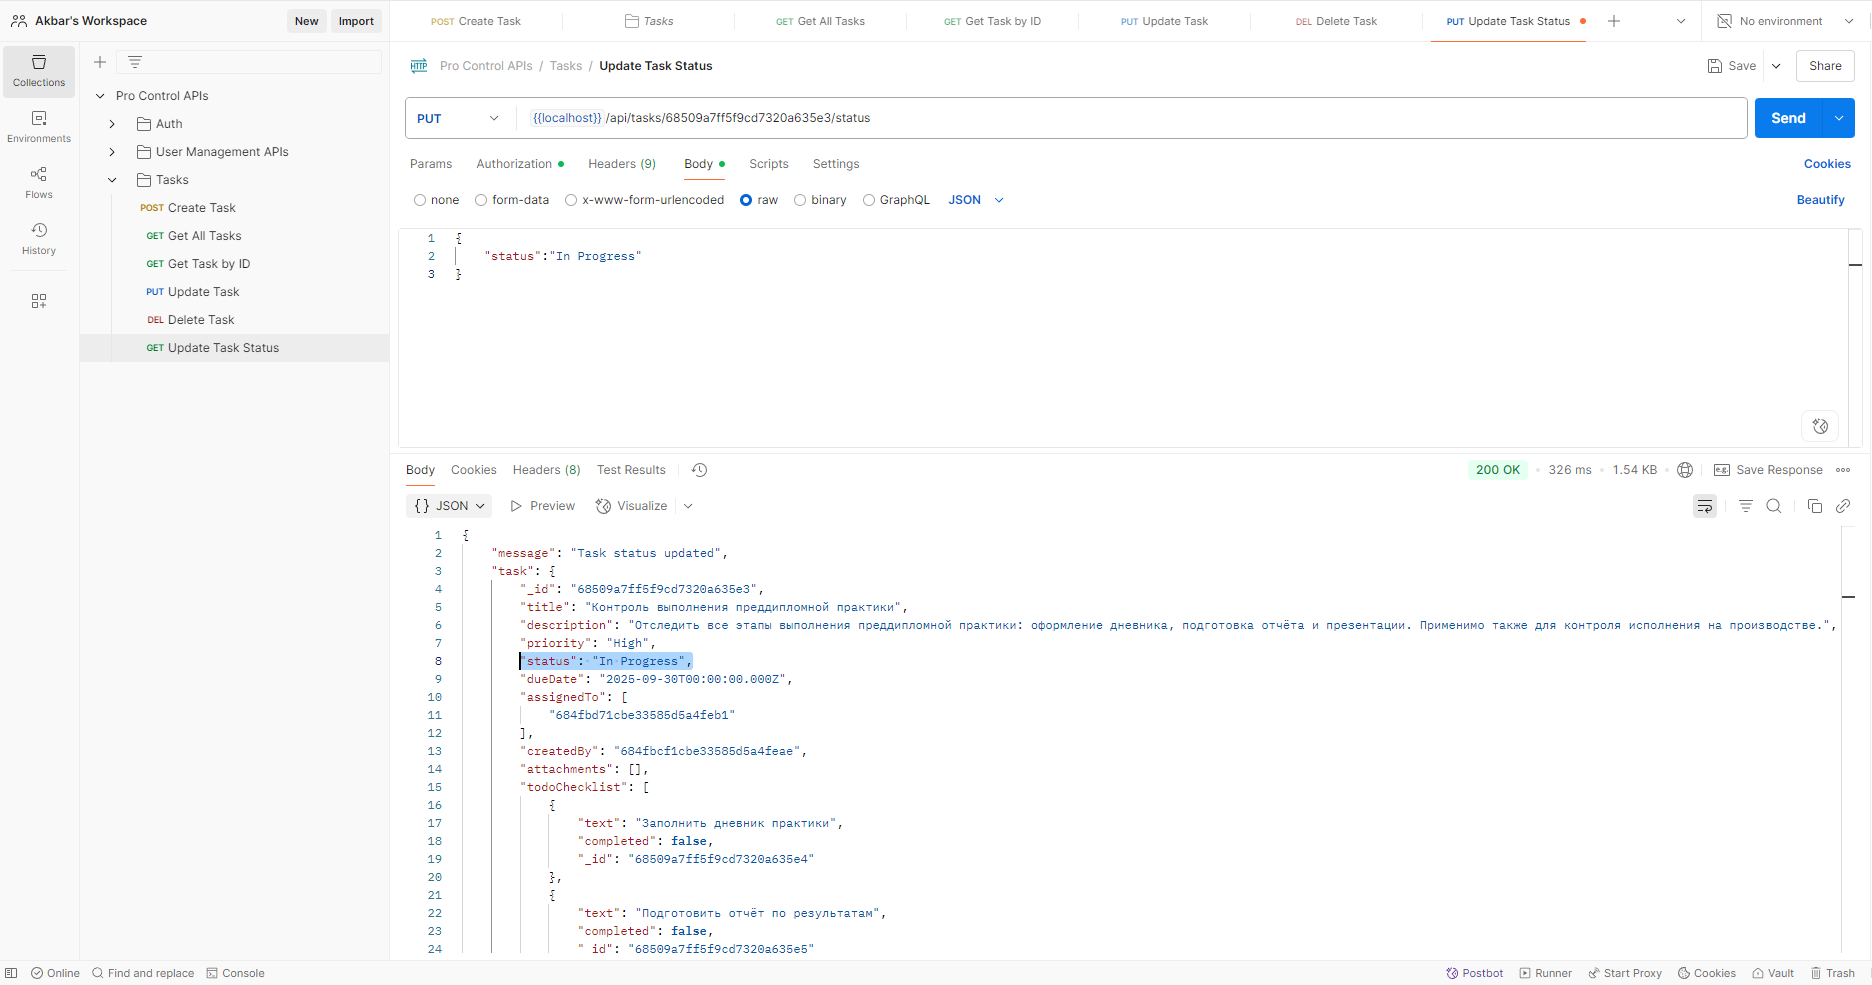 Akbar's Workspace
New
Import
POST Create Task
Tasks
GET Get All Tasks
GET Get Task by ID
PUT Update Task
DEL Delete Task
PUT Update Task Status
No environment
Collections
Environments
Flows
History
Pro Control APIs
Auth
User Management APIs
Tasks
POST Create Task
GET Get All Tasks
GET Get Task by ID
PUT Update Task
DEL Delete Task
GET Update Task Status
HTTP Pro Control APIs / Tasks / Update Task Status
Save
Share
PUT
{{localhost}} /api/tasks/68509a7ff5f9cd7320a635e3/status
Send
Params
Authorization
Headers (9)
Body
Scripts
Settings
Cookies
none
form-data
x-www-form-urlencoded
raw
binary
GraphQL
JSON
Beautify
1 {
2 "status":"In Progress"
3 }
Body
Cookies
Headers (8)
Test Results
200 OK
326 ms
1.54 KB
e.g. Save Response
{} JSON
Preview
Visualize
1 {
2 "message": "Task status updated",
3 "task": {
4 "_id": "68509a7ff5f9cd7320a635e3",
5 "title": "Контроль выполнения преддипломной практики",
6 "description": "Отследить все этапы выполнения преддипломной практики: оформление дневника, подготовка отчёта и презентации. Применимо также для контроля исполнения на производстве.",
7 "priority": "High",
8 "status": "In Progress",
9 "dueDate": "2025-09-30T00:00:00.000Z",
10 "assignedTo": [
11 "684fbd71cbe33585d5a4feb1"
12 ],
13 "createdBy": "684fbcf1cbe33585d5a4feae",
14 "attachments": [],
15 "todoChecklist": [
16 {
17 "text": "Заполнить дневник практики",
18 "completed": false,
19 "_id": "68509a7ff5f9cd7320a635e4"
20 },
21 {
22 "text": "Подготовить отчёт по результатам",
23 "completed": false,
24 "_id": "68509a7ff5f9cd7320a635e5"
Online
Find and replace
Console
Postbot
Runner
Start Proxy
Cookies
Vault
Trash